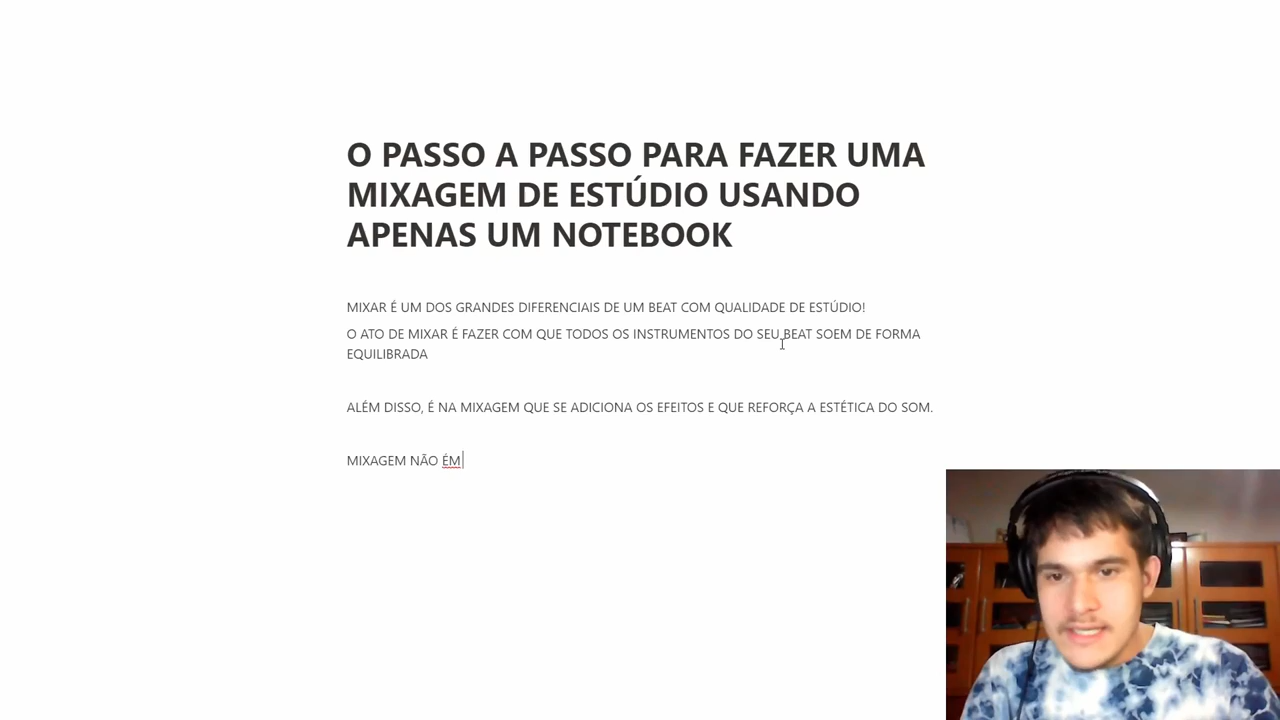 O PASSO A PASSO PARA FAZER UMA
MIXAGEM DE ESTÚDIO USANDO
APENAS UM NOTEBOOK
MIXAR É UM DOS GRANDES DIFERENCIAIS DE UM BEAT COM QUALIDADE DE ESTÚDIO!
O ATO DE MIXAR É FAZER COM QUE TODOS OS INSTRUMENTOS DO SEU BEAT SOEM DE FORMA
EQUILIBRADA
ALÉM DISSO, É NA MIXAGEM QUE SE ADICIONA OS EFEITOS E QUE REFORÇA A ESTÉTICA DO SOM.
MIXAGEM NÃO ÉM